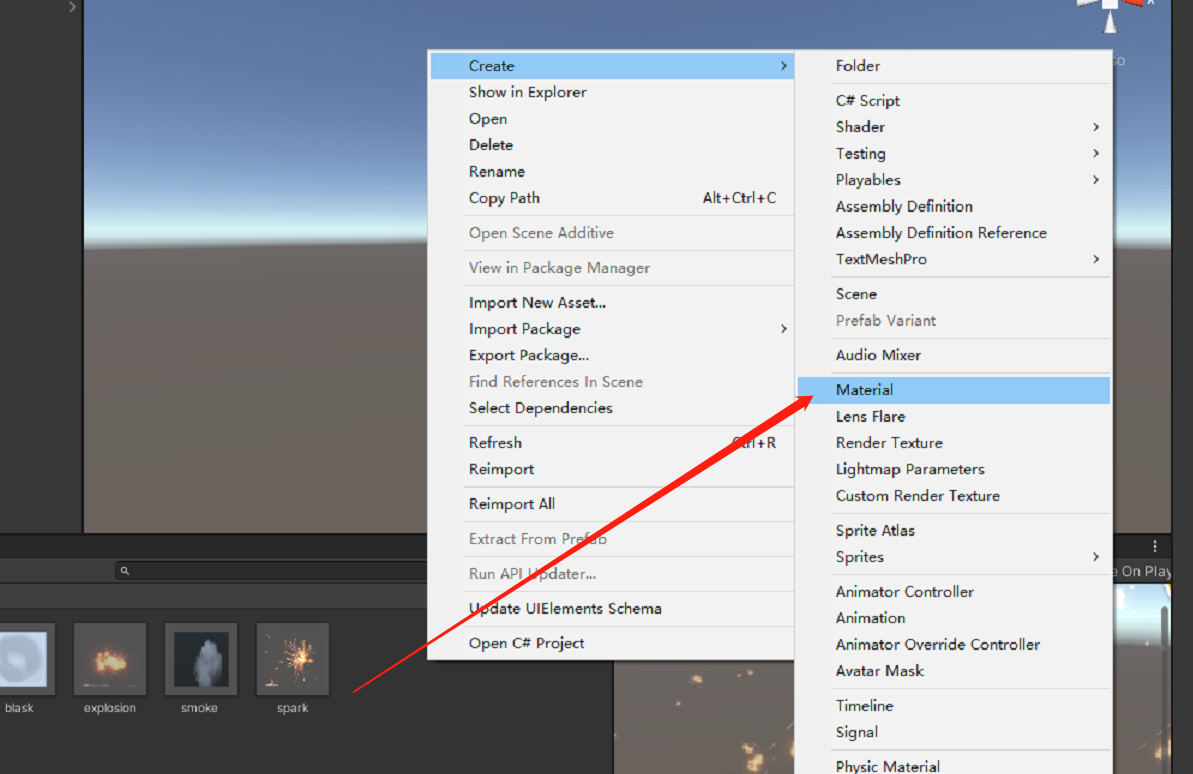 Create
Show in Explorer
Open
Delete
Rename
Copy Path Alt+Ctrl+C
Open Scene Additive
View in Package Manager
Import New Asset...
Import Package
Export Package...
Find References In Scene
Select Dependencies
Refresh Ctrl+R
Reimport
Reimport All
Extract From Prefab
Run API Updater...
Update UIElements Schema
Open C# Project
Folder
C# Script
Shader
Testing
Playables
Assembly Definition
Assembly Definition Reference
TextMeshPro
Scene
Prefab Variant
Audio Mixer
Material
Lens Flare
Render Texture
Lightmap Parameters
Custom Render Texture
Sprite Atlas
Sprites
Animator Controller
Animation
Animator Override Controller
Avatar Mask
Timeline
Signal
Physic Material
x
so
e On Play
blask
explosion
smoke
spark